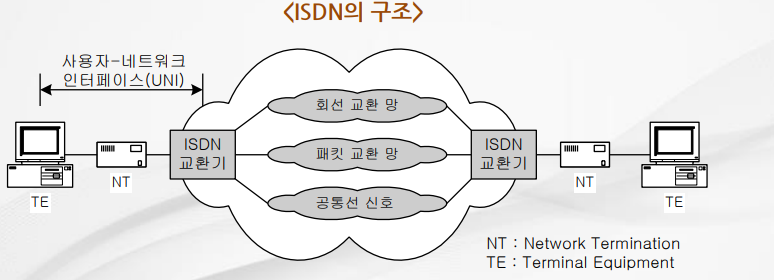 <ISDN의 구조>
사용자-네트워크
인터페이스(UNI)
회선 교환 망
ISDN
교환기
패킷 교환 망
ISDN
교환기
NT
NT
TE
TE
공통선 신호
NT : Network Termination
TE : Terminal Equipment